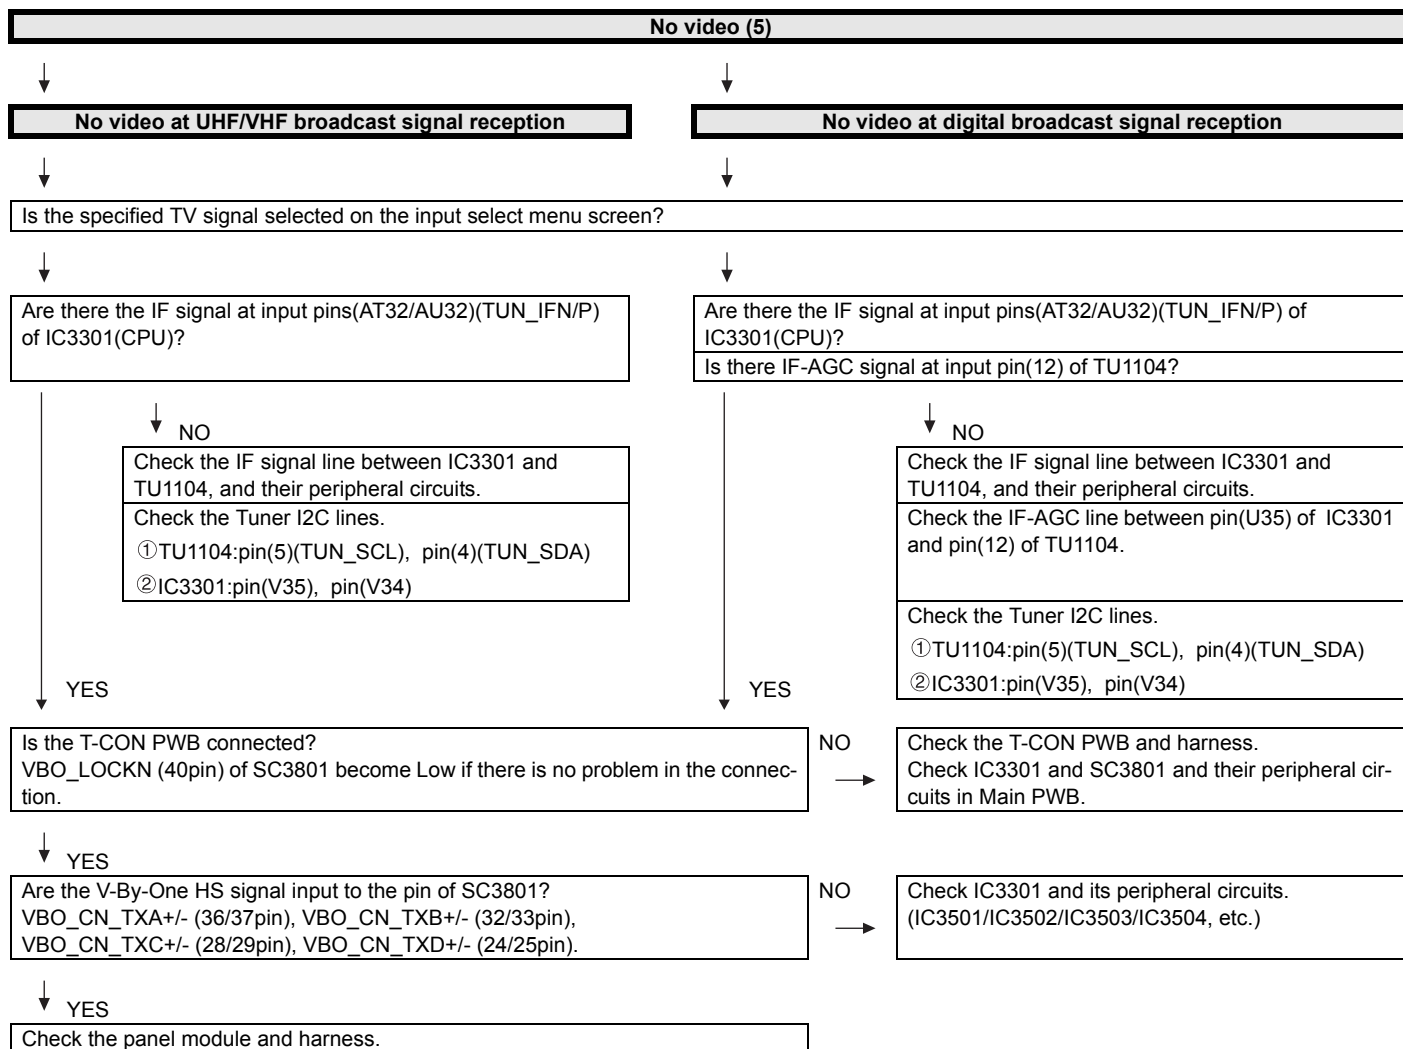 No video (5)
No video at UHF/VHF broadcast signal reception
No video at digital broadcast signal reception
Is the specified TV signal selected on the input select menu screen?
Are there the IF signal at input pins(AT32/AU32)(TUN_IFN/P)
of IC3301(CPU)?
Are there the IF signal at input pins(AT32/AU32)(TUN_IFN/P) of
IC3301(CPU)?
Is there IF-AGC signal at input pin(12) of TU1104?
NO
Check the IF signal line between IC3301 and
TU1104, and their peripheral circuits.
Check the Tuner I2C lines.
①TU1104:pin(5)(TUN_SCL), pin(4)(TUN_SDA)
②IC3301:pin(V35), pin(V34)
NO
Check the IF signal line between IC3301 and
TU1104, and their peripheral circuits.
Check the IF-AGC line between pin(U35) of IC3301
and pin(12) of TU1104.
Check the Tuner I2C lines.
①TU1104:pin(5)(TUN_SCL), pin(4)(TUN_SDA)
②IC3301:pin(V35), pin(V34)
YES
YES
Is the T-CON PWB connected?
VBO_LOCKN (40pin) of SC3801 become Low if there is no problem in the connec-
tion.
NO
Check the T-CON PWB and harness.
Check IC3301 and SC3801 and their peripheral cir-
cuits in Main PWB.
YES
Are the V-By-One HS signal input to the pin of SC3801?
VBO_CN_TXA+/- (36/37pin), VBO_CN_TXB+/- (32/33pin),
VBO_CN_TXC+/- (28/29pin), VBO_CN_TXD+/- (24/25pin).
NO
Check IC3301 and its peripheral circuits.
(IC3501/IC3502/IC3503/IC3504, etc.)
YES
Check the panel module and harness.